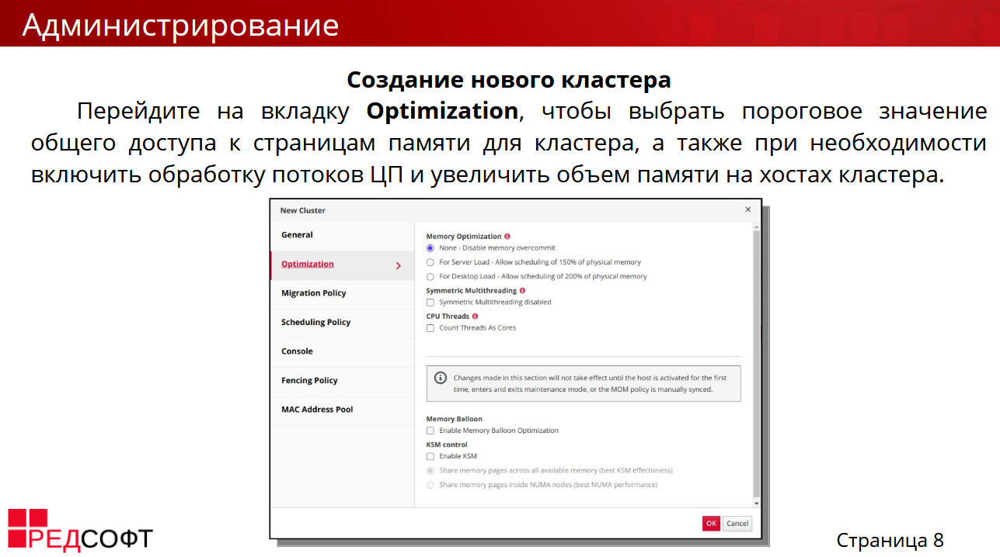 Администрирование
Создание нового кластера
Перейдите на вкладку Optimization, чтобы выбрать пороговое значение
общего доступа к страницам памяти для кластера, а также при необходимости
включить обработку потоков ЦП и увеличить объем памяти на хостах кластера.
New Cluster
General
Optimization
Migration Policy
Scheduling Policy
Console
Fencing Policy
MAC Address Pool
Memory Optimization
None - Disable memory overcommit
For Server Load - Allow scheduling of 150% of physical memory
For Desktop Load - Allow scheduling of 200% of physical memory
Symmetric Multithreading
Symmetric Multithreading disabled
CPU Threads
Count Threads As Cores
Changes made in this section will not take effect until the host is activated for the first
time, enters and exits maintenance mode, or the MOM policy is manually synced.
Memory Balloon
Enable Memory Balloon Optimization
KSM control
Enable KSM
Share memory pages across all available memory (best KSM effectivness)
Share memory pages inside NUMA nodes (best NUMA performance)
OK Cancel
РЕДСОФТ
Страница 8